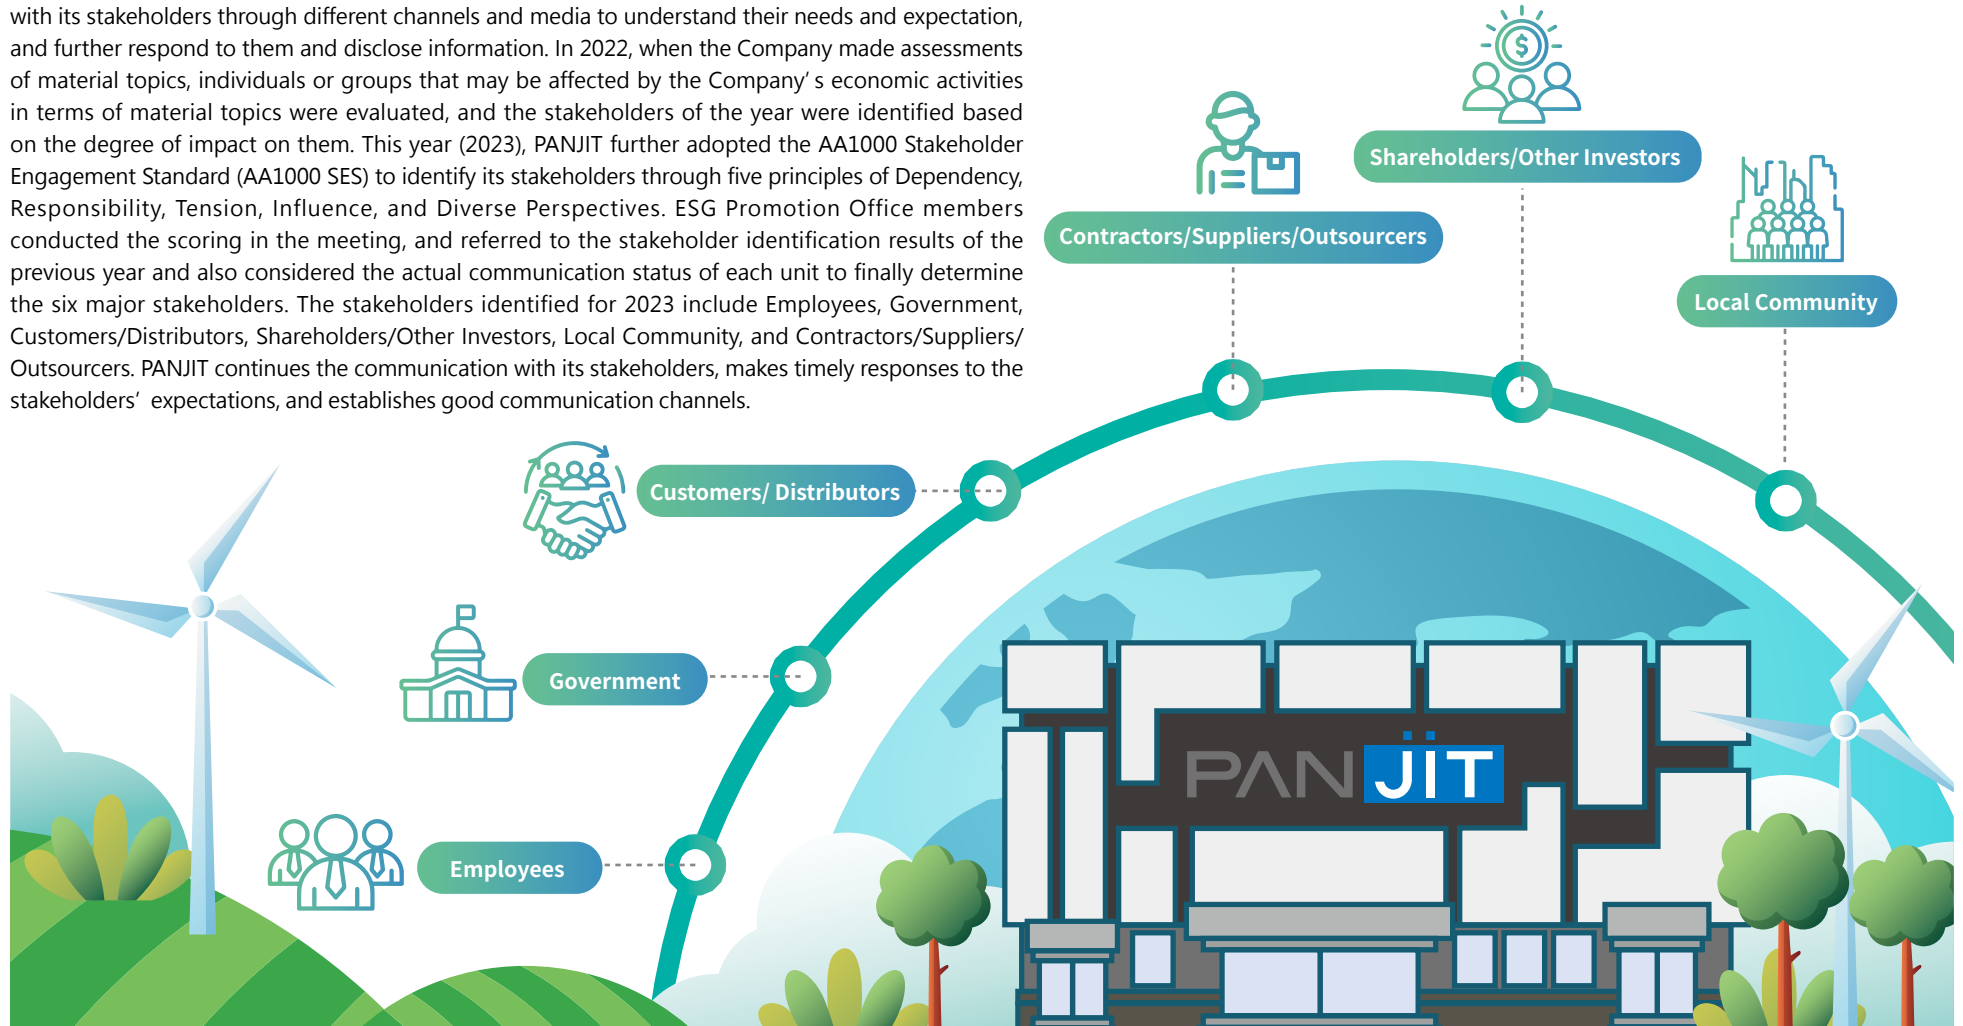 with its stakeholders through different channels and media to understand their needs and expectation,
and further respond to them and disclose information. In 2022, when the Company made assessments
of material topics, individuals or groups that may be affected by the Company’ s economic activities
in terms of material topics were evaluated, and the stakeholders of the year were identified based
on the degree of impact on them. This year (2023), PANJIT further adopted the AA1000 Stakeholder
Engagement Standard (AA1000 SES) to identify its stakeholders through five principles of Dependency,
Responsibility, Tension, Influence, and Diverse Perspectives. ESG Promotion Office members
conducted the scoring in the meeting, and referred to the stakeholder identification results of the
previous year and also considered the actual communication status of each unit to finally determine
the six major stakeholders. The stakeholders identified for 2023 include Employees, Government,
Customers/Distributors, Shareholders/Other Investors, Local Community, and Contractors/Suppliers/
Outsourcers. PANJIT continues the communication with its stakeholders, makes timely responses to the
stakeholders’ expectations, and establishes good communication channels.
$
Shareholders/Other Investors
Contractors/Suppliers/Outsourcers
Local Community
Customers/ Distributors
Government
Employees
PANJIT